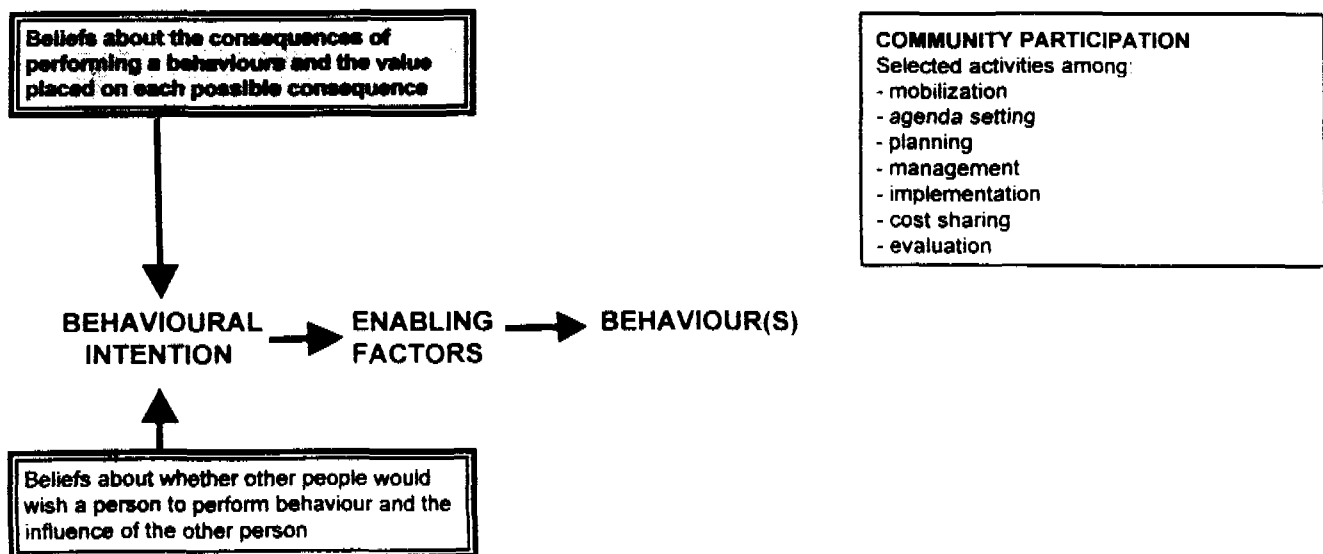 Beliefs about the consequences of
performing a behaviours and the value
placed on each possible consequence
COMMUNITY PARTICIPATION
Selected activities among:
- mobilization
- agenda setting
- planning
- management
- implementation
- cost sharing
- evaluation
BEHAVIOURAL
INTENTION
ENABLING
FACTORS
BEHAVIOUR(S)
Beliefs about whether other people would
wish a person to perform behaviour and the
influence of the other person